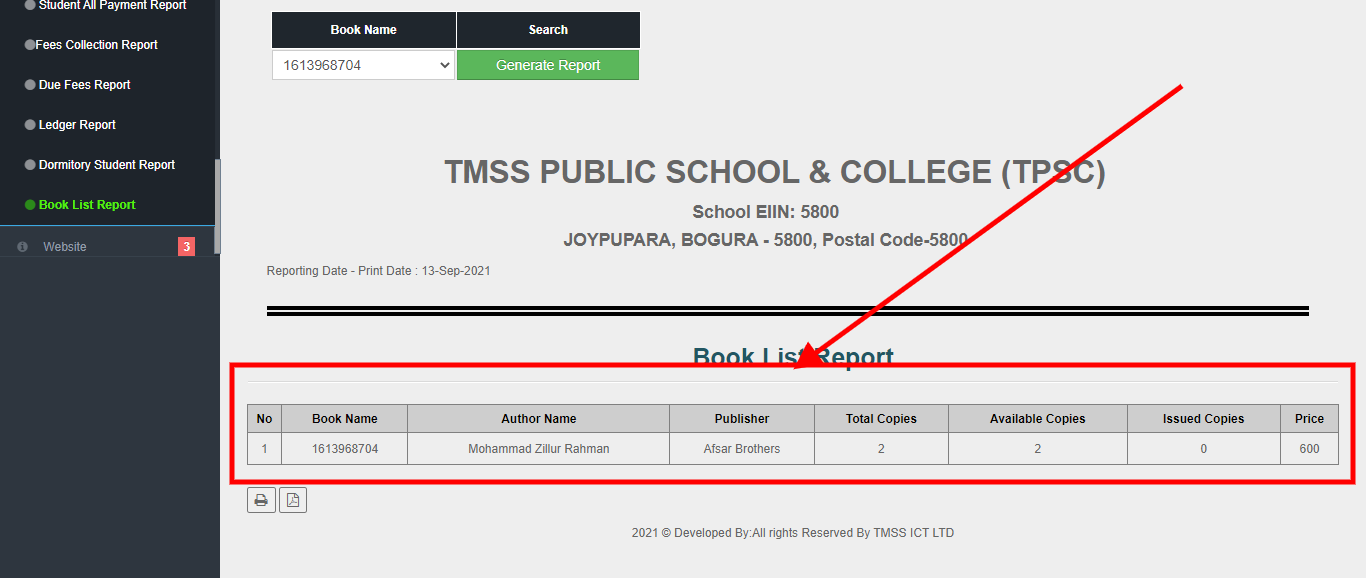 Student All Payment Report
Fees Collection Report
Due Fees Report
Ledger Report
Dormitory Student Report
Book List Report
Website 3
Book Name Search
1613968704 Generate Report
TMSS PUBLIC SCHOOL & COLLEGE (TPSC)
School EIIN: 5800
JOYPUPARA, BOGURA - 5800, Postal Code-5800
Reporting Date - Print Date : 13-Sep-2021
Book List Report
No Book Name Author Name Publisher Total Copies Available Copies Issued Copies Price
1 1613968704 Mohammad Zillur Rahman Afsar Brothers 2 2 0 600
2021 © Developed By:All rights Reserved By TMSS ICT LTD